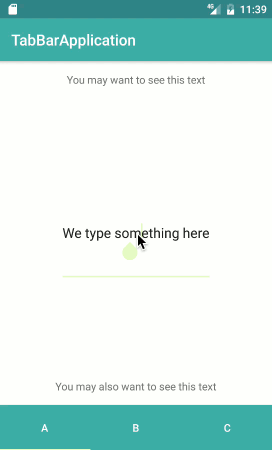 4G 11:39
TabBarApplication
You may want to see this text
We type something here
You may also want to see this text
A B C